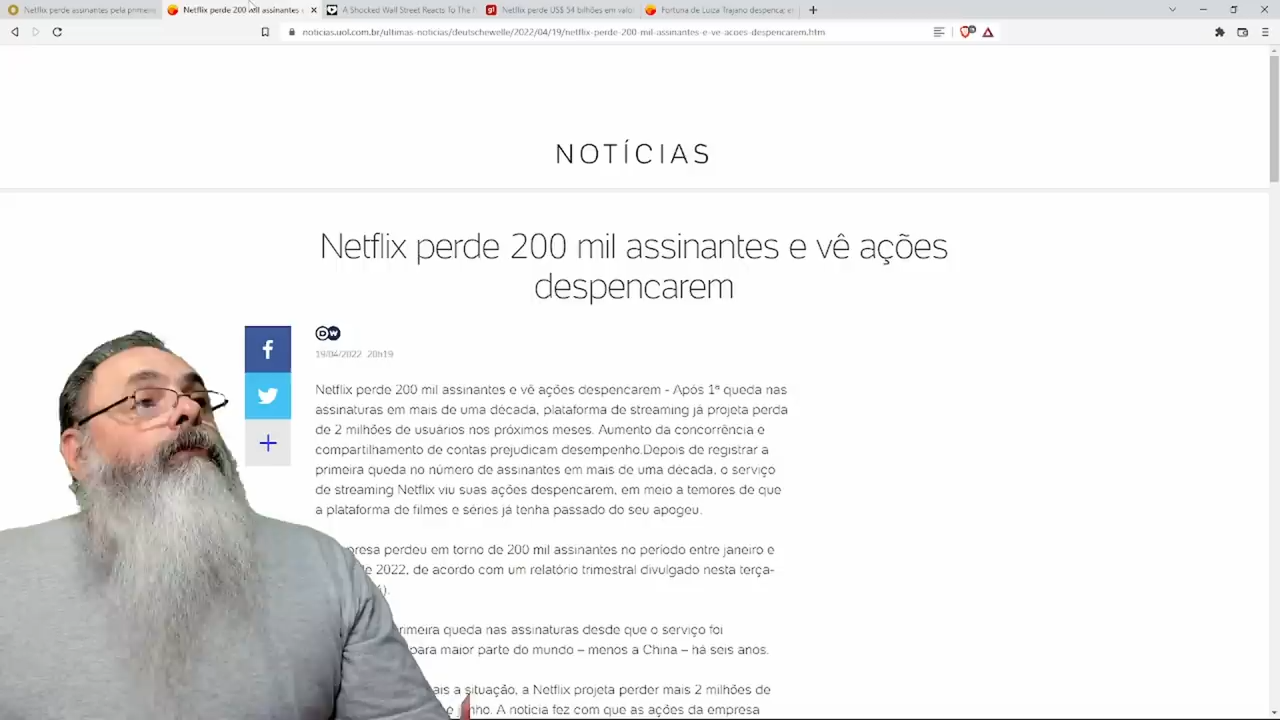 Netflix perde assinantes pela primeira
Netflix perde 200 mil assinantes e
A Shocked Wall Street Reacts To The
Netflix perde US$ 54 bilhões em valor
Fortuna de Luiza Trajano despenca; e
noticias.uol.com.br/ultimas-noticias/deutschewelle/2022/04/19/netflix-perde-200-mil-assinantes-e-ve-acoes-despencarem.htm
NOTÍCIAS
Netflix perde 200 mil assinantes e vê ações
despencarem
DW
19/04/2022 20h19
Netflix perde 200 mil assinantes e vê ações despencarem - Após 1ª queda nas
assinaturas em mais de uma década, plataforma de streaming já projeta perda
de 2 milhões de usuários nos próximos meses. Aumento da concorrência e
compartilhamento de contas prejudicam desempenho.Depois de registrar a
primeira queda no número de assinantes em mais de uma década, o serviço
de streaming Netflix viu suas ações despencarem, em meio a temores de que
a plataforma de filmes e séries já tenha passado do seu apogeu.
presa perdeu em torno de 200 mil assinantes no período entre janeiro e
de 2022, de acordo com um relatório trimestral divulgado nesta terça-
rimeira queda nas assinaturas desde que o serviço foi
para maior parte do mundo – menos a China – há seis anos.
ais a situação, a Netflix projeta perder mais 2 milhões de
nho. A notícia fez com que as ações da empresa